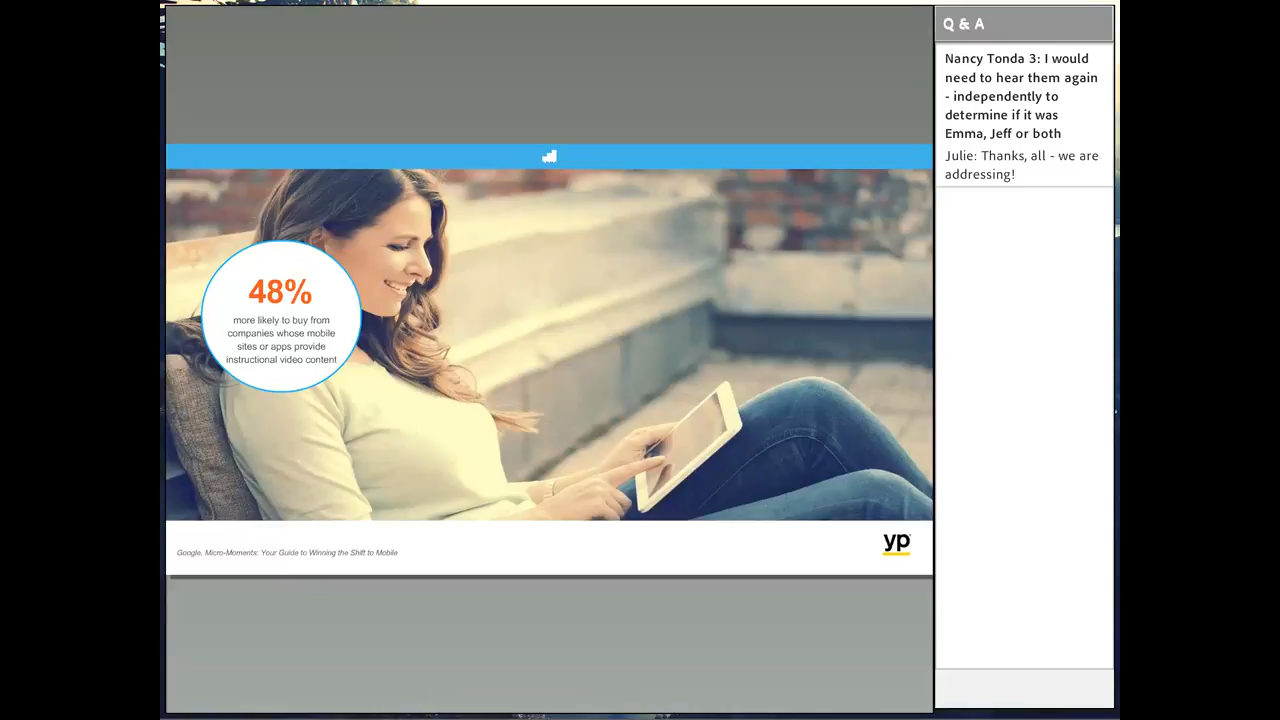 Q & A
Nancy Tonda 3: I would
need to hear them again
- independently to
determine if it was
Emma, Jeff or both
Julie: Thanks, all - we are
addressing!
48%
more likely to buy from
companies whose mobile
sites or apps provide
instructional video content
Google, Micro-Moments: Your Guide to Winning the Shift to Mobile
yp